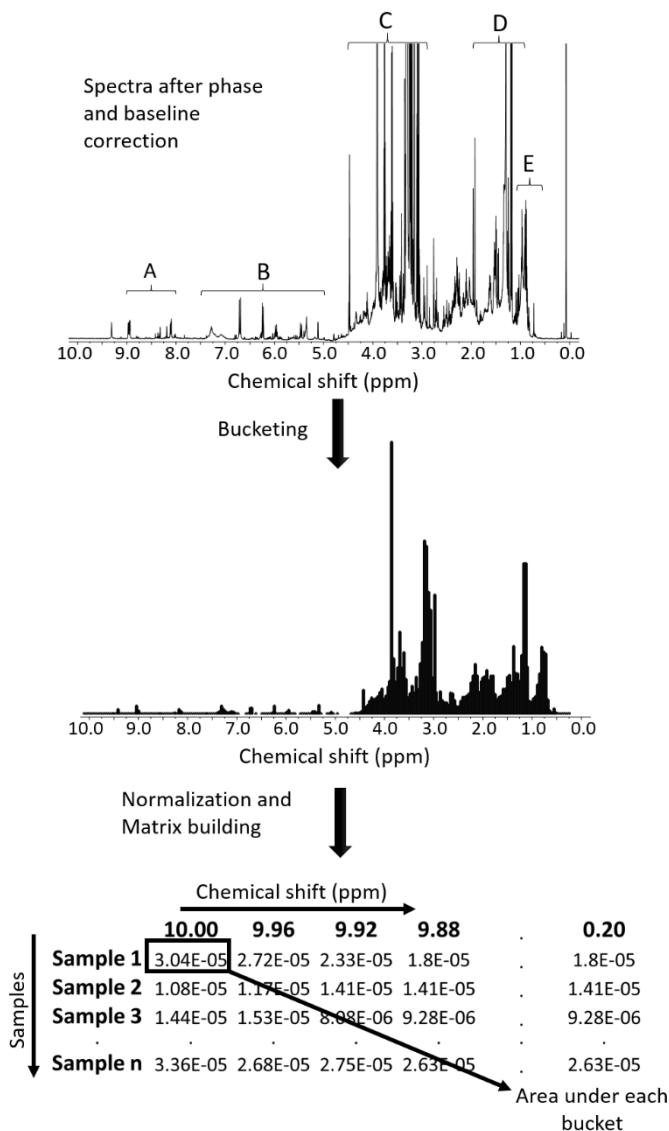 C
D
Spectra after phase
and baseline
correction
E
A
B
10.0 9.0 8.0 7.0 6.0 5.0 4.0 3.0 2.0 1.0 0.0
Chemical shift (ppm)
Bucketing
10.0 9.0 8.0 7.0 6.0 5.0 4.0 3.0 2.0 1.0 0.0
Chemical shift (ppm)
Normalization and
Matrix building
Chemical shift (ppm)
10.00 9.96 9.92 9.88 . 0.20
Sample 1 3.04E-05 2.72E-05 2.33E-05 1.8E-05 . 1.8E-05
Sample 2 1.08E-05 1.17E-05 1.41E-05 1.41E-05 . 1.41E-05
Sample 3 1.44E-05 1.53E-05 9.28E-06 . 9.28E-06
. . . . . . .
Sample n 3.36E-05 2.68E-05 2.75E-05 2.63E-05 . 2.63E-05
Samples
Area under each
bucket